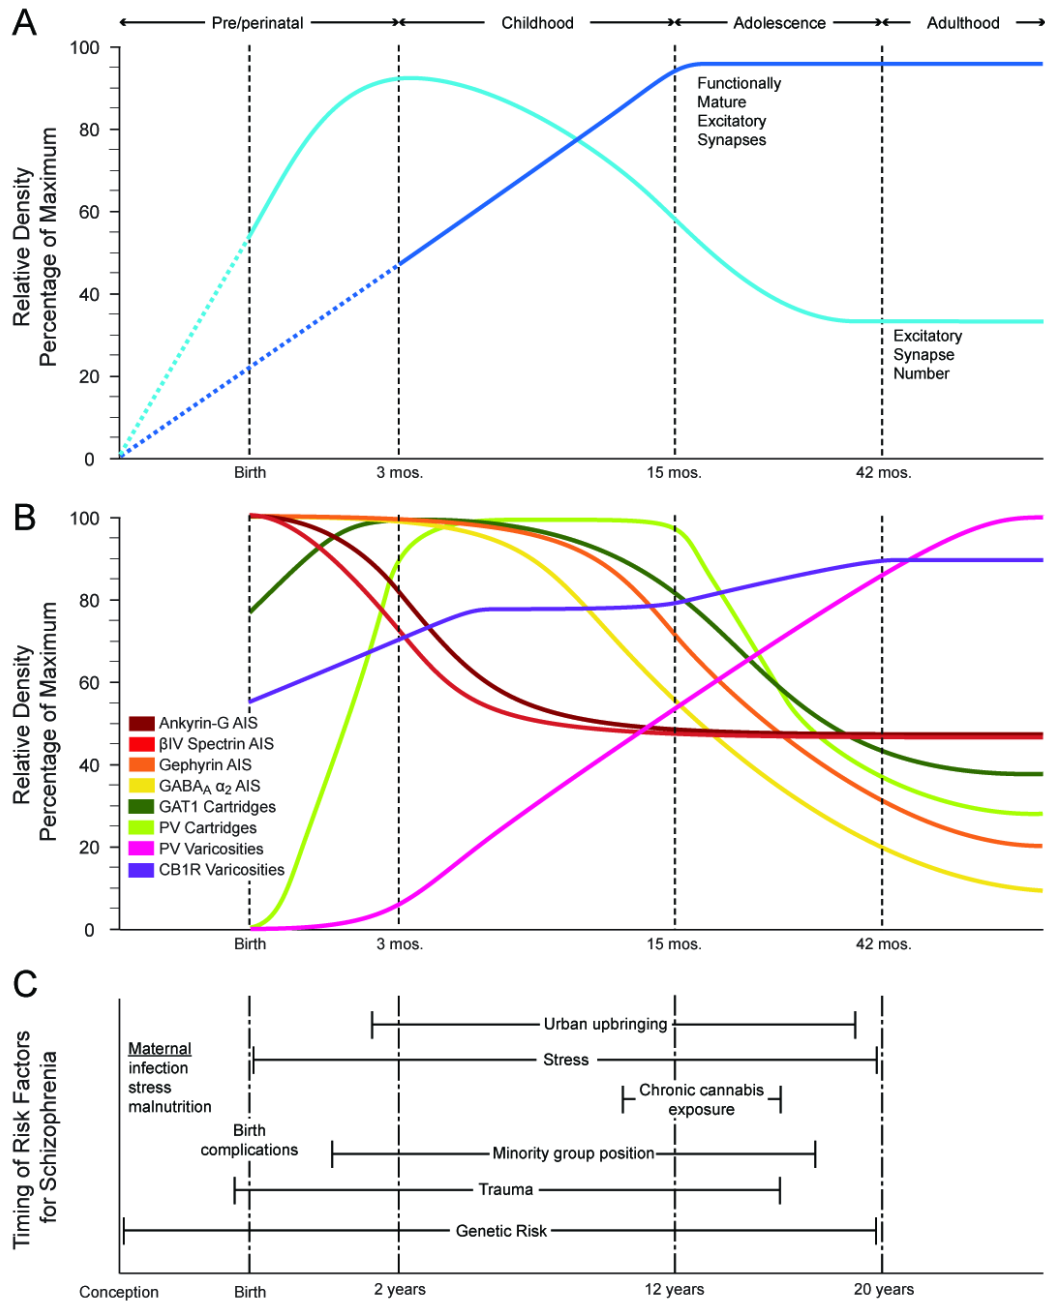 A
Pre/perinatal
Childhood
Adolescence
Adulthood
Relative Density
Percentage of Maximum
100
80
60
40
20
0
Functionally
Mature
Excitatory
Synapses
Excitatory
Synapse
Number
Birth
3 mos.
15 mos.
42 mos.
B
Relative Density
Percentage of Maximum
100
80
60
40
20
0
Ankyrin-G AIS
βIV Spectrin AIS
Gephyrin AIS
GABAA α2 AIS
GAT1 Cartridges
PV Cartridges
PV Varicosities
CB1R Varicosities
Birth
3 mos.
15 mos.
42 mos.
C
Timing of Risk Factors
for Schizophrenia
Maternal
infection
stress
malnutrition
Birth
complications
Urban upbringing
Stress
Chronic cannabis
exposure
Minority group position
Trauma
Genetic Risk
Conception
Birth
2 years
12 years
20 years